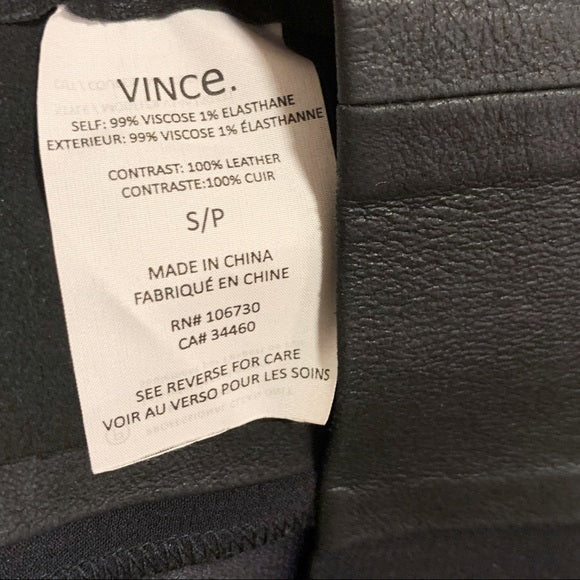 VINCe.
SELF: 99% VISCOSE 1% ELASTHANE
EXTERIEUR: 99% VISCOSE 1% ÉLASTHANNE
CONTRAST: 100% LEATHER
CONTRASTE:100% CUIR
S/P
MADE IN CHINA
FABRIQUÉ EN CHINE
RN# 106730
CA# 34460
SEE REVERSE FOR CARE
VOIR AU VERSO POUR LES SOINS